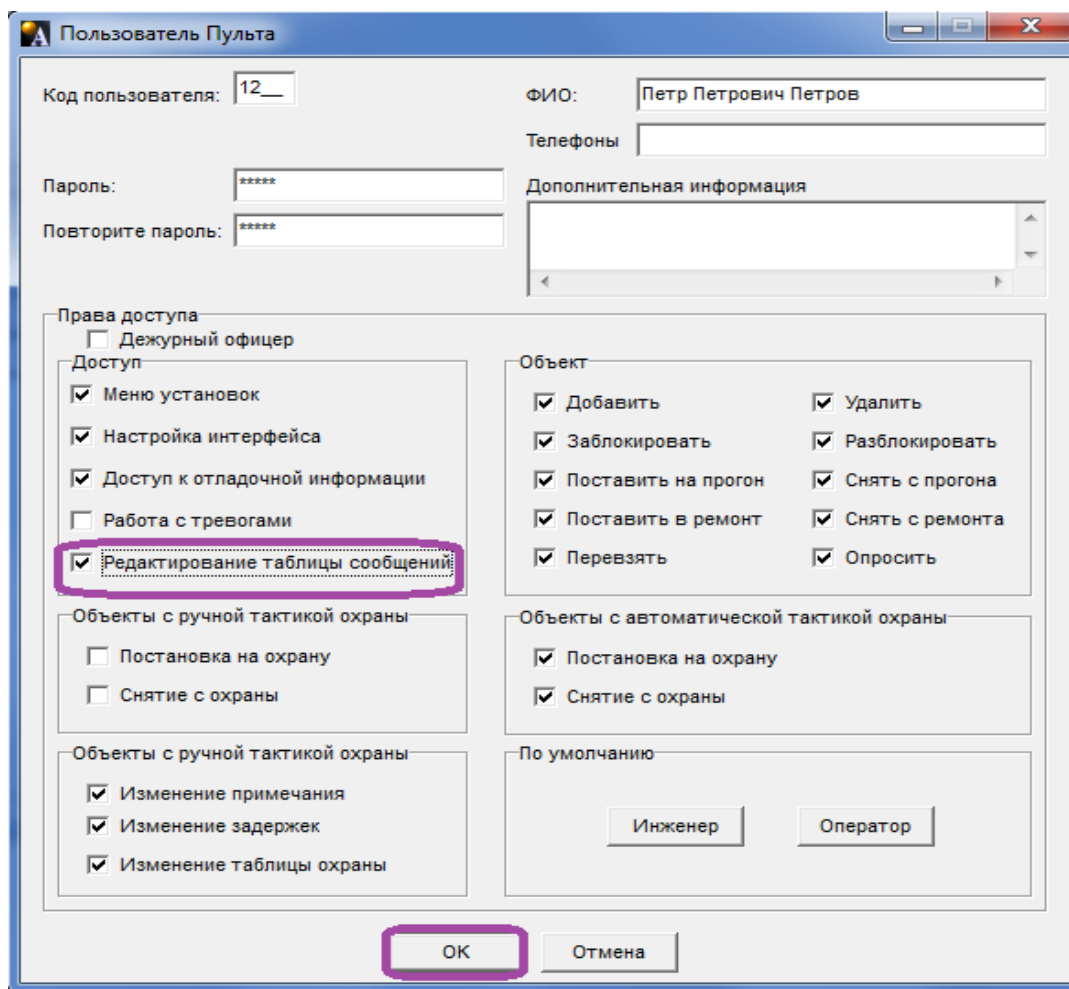 Пользователь Пульта
Код пользователя: 12__
ФИО: Петр Петрович Петров
Телефоны
Пароль: *****
Повторите пароль: *****
Дополнительная информация
Права доступа
Дежурный офицер
Доступ
Меню установок
Настройка интерфейса
Доступ к отладочной информации
Работа с тревогами
Редактирование таблицы сообщений
Объект
Добавить Удалить
Заблокировать Разблокировать
Поставить на прогон Снять с прогона
Поставить в ремонт Снять с ремонта
Перевзять Опросить
Объекты с ручной тактикой охраны
Постановка на охрану
Снятие с охраны
Объекты с автоматической тактикой охраны
Постановка на охрану
Снятие с охраны
Объекты с ручной тактикой охраны
Изменение примечания
Изменение задержек
Изменение таблицы охраны
По умолчанию
Инженер Оператор
OK Отмена